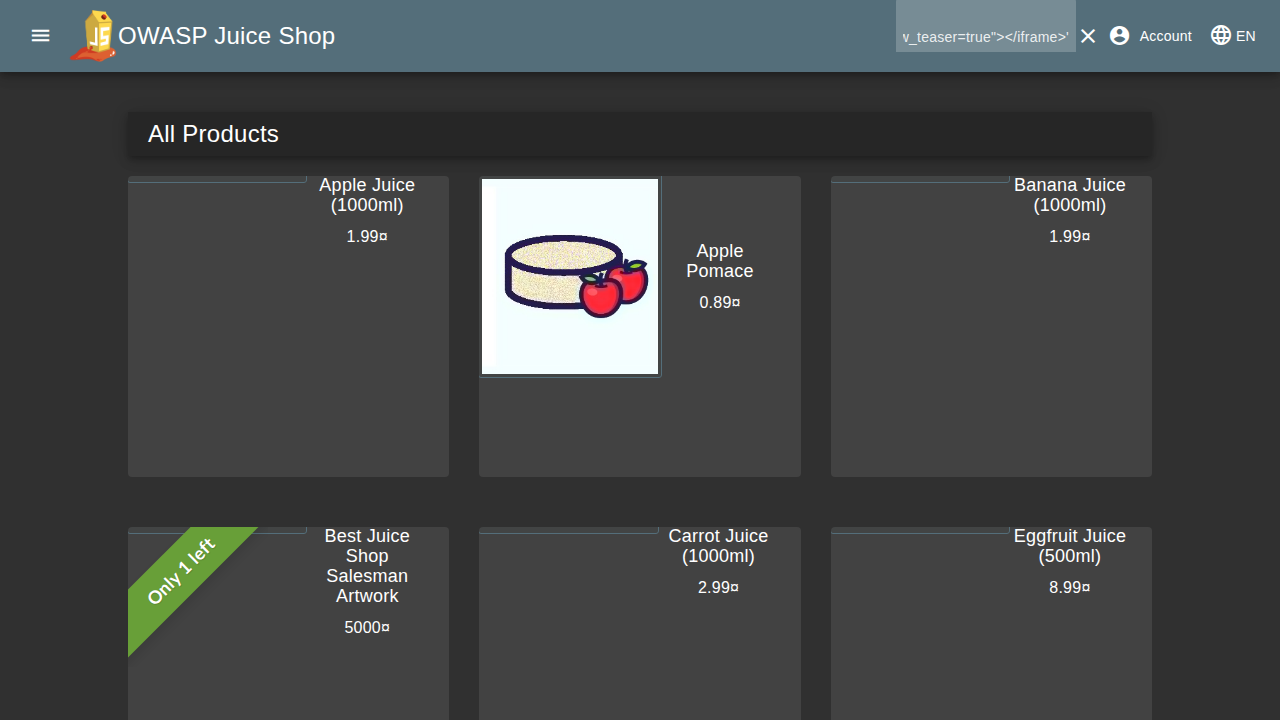 OWASP Juice Shop
w_teaser=true"></iframe>'
Account
EN
All Products
Apple Juice
(1000ml)
1.99¤
Apple
Pomace
0.89¤
Banana Juice
(1000ml)
1.99¤
Only 1 left
Best Juice
Shop
Salesman
Artwork
5000¤
Carrot Juice
(1000ml)
2.99¤
Eggfruit Juice
(500ml)
8.99¤